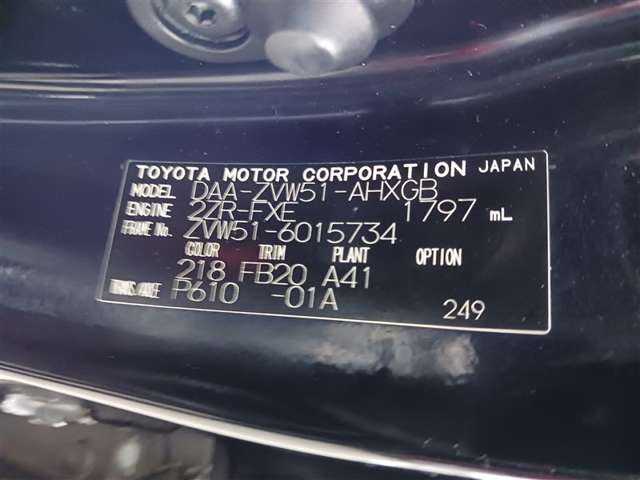 TOYOTA MOTOR CORPORATION JAPAN
MODEL DAA-ZVW51-AHXGB
ENGINE 2ZR-FXE 1797 mL
FRAME No. ZVW51-6015734
COLOR TRIM PLANT OPTION
218 FB20 A41
TRANS/AXLE P610 -01A
249